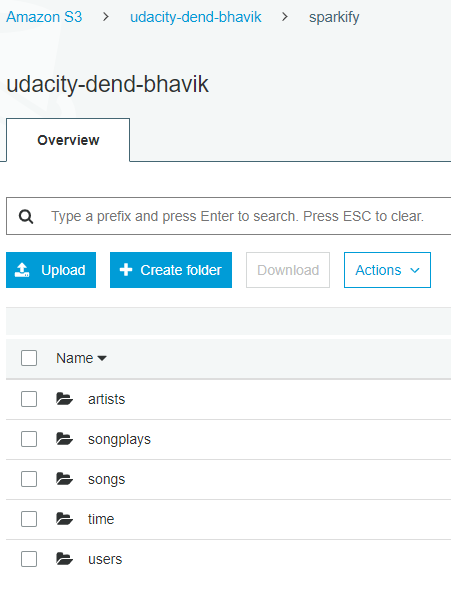 Amazon S3 > udacity-dend-bhavik > sparkify
udacity-dend-bhavik
Overview
Type a prefix and press Enter to search. Press ESC to clear.
Upload Create folder Download Actions
Name
artists
songplays
songs
time
users